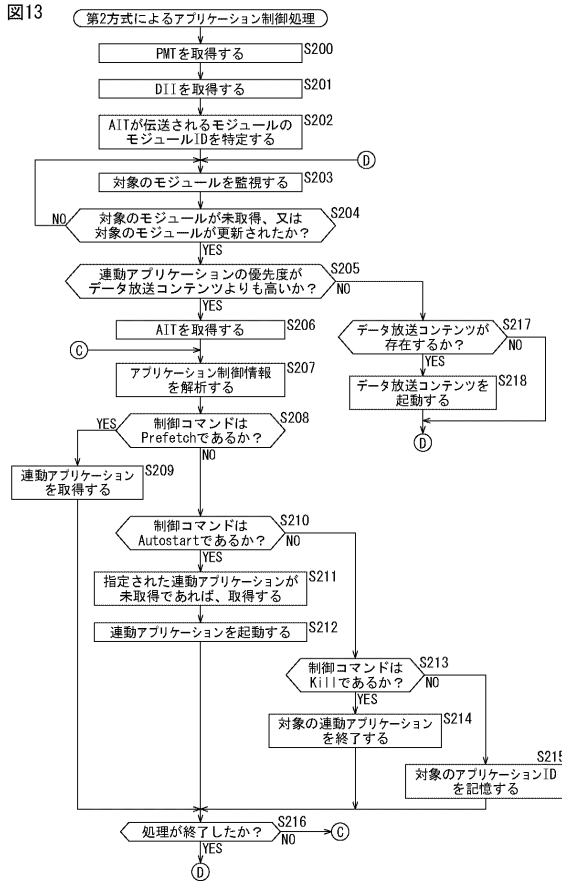 図13
第2方式によるアプリケーション制御処理
PMTを取得する
S200
DIIを取得する
S201
AITが伝送されるモジュールの
モジュールIDを特定する
S202
D
対象のモジュールを監視する
S203
対象のモジュールが未取得、又は
対象のモジュールが更新されたか？
S204
NO
YES
連動アプリケーションの優先度が
データ放送コンテンツよりも高いか？
S205
NO
YES
AITを取得する
S206
データ放送コンテンツが
存在するか？
S217
NO
YES
C
アプリケーション制御情報
を解析する
S207
データ放送コンテンツを
起動する
S218
D
制御コマンドは
Prefetchであるか？
S208
YES
NO
連動アプリケーション
を取得する
S209
制御コマンドは
Autostartであるか？
S210
NO
YES
指定された連動アプリケーションが
未取得であれば、取得する
S211
連動アプリケーションを起動する
S212
制御コマンドは
Killであるか？
S213
NO
YES
対象の連動アプリケーション
を終了する
S214
対象のアプリケーションID
を記憶する
S215
処理が終了したか？
S216
NO
C
YES
D